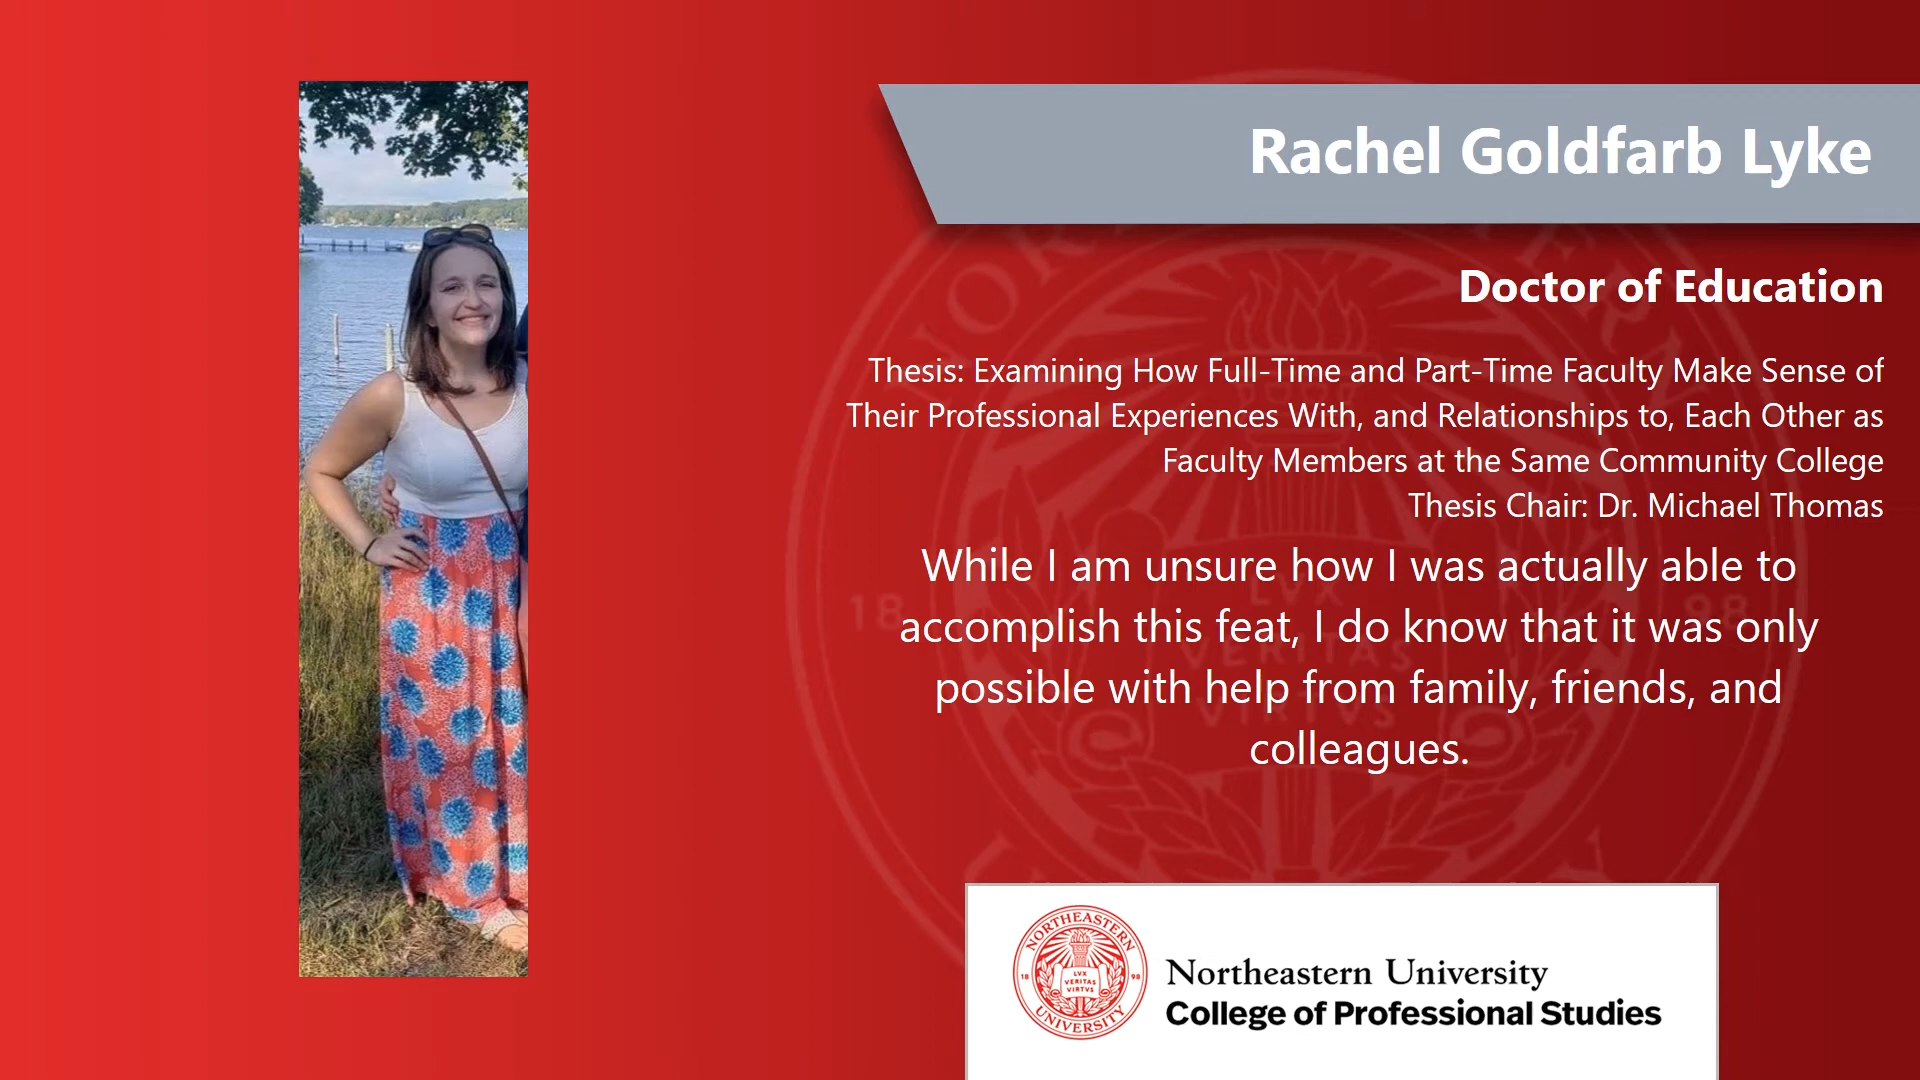 Rachel Goldfarb Lyke
Doctor of Education
Thesis: Examining How Full-Time and Part-Time Faculty Make Sense of
Their Professional Experiences With, and Relationships to, Each Other as
Faculty Members at the Same Community College
Thesis Chair: Dr. Michael Thomas
While I am unsure how I was actually able to
accomplish this feat, I do know that it was only
possible with help from family, friends, and
colleagues.
NORTHEASTERN
18 98
LVX
VERITAS
VIRTVS
UNIVERSITY
Northeastern University
College of Professional Studies